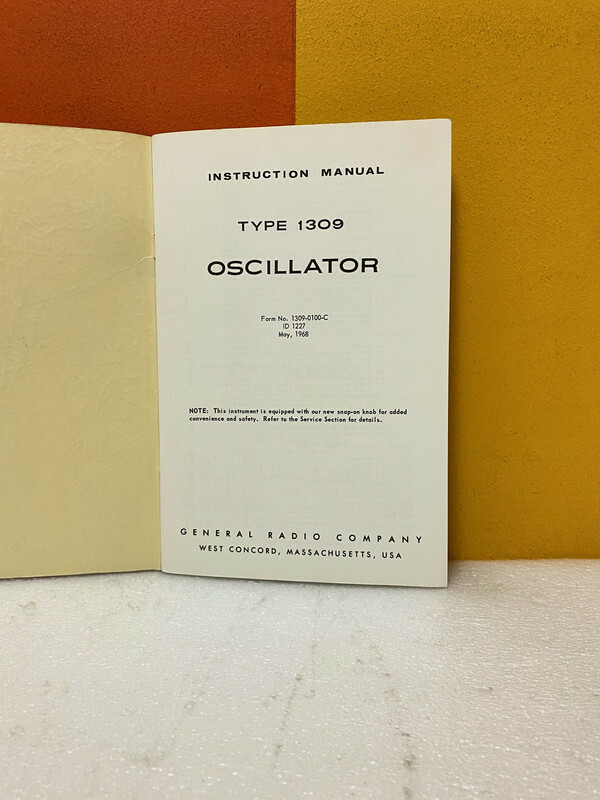 INSTRUCTION MANUAL
TYPE 1309
OSCILLATOR
Form No. 1309-0100-C
ID 1227
May, 1968
NOTE: This instrument is equipped with our new snap-on knob for added
convenience and safety. Refer to the Service Section for details.
GENERAL RADIO COMPANY
WEST CONCORD, MASSACHUSETTS, USA